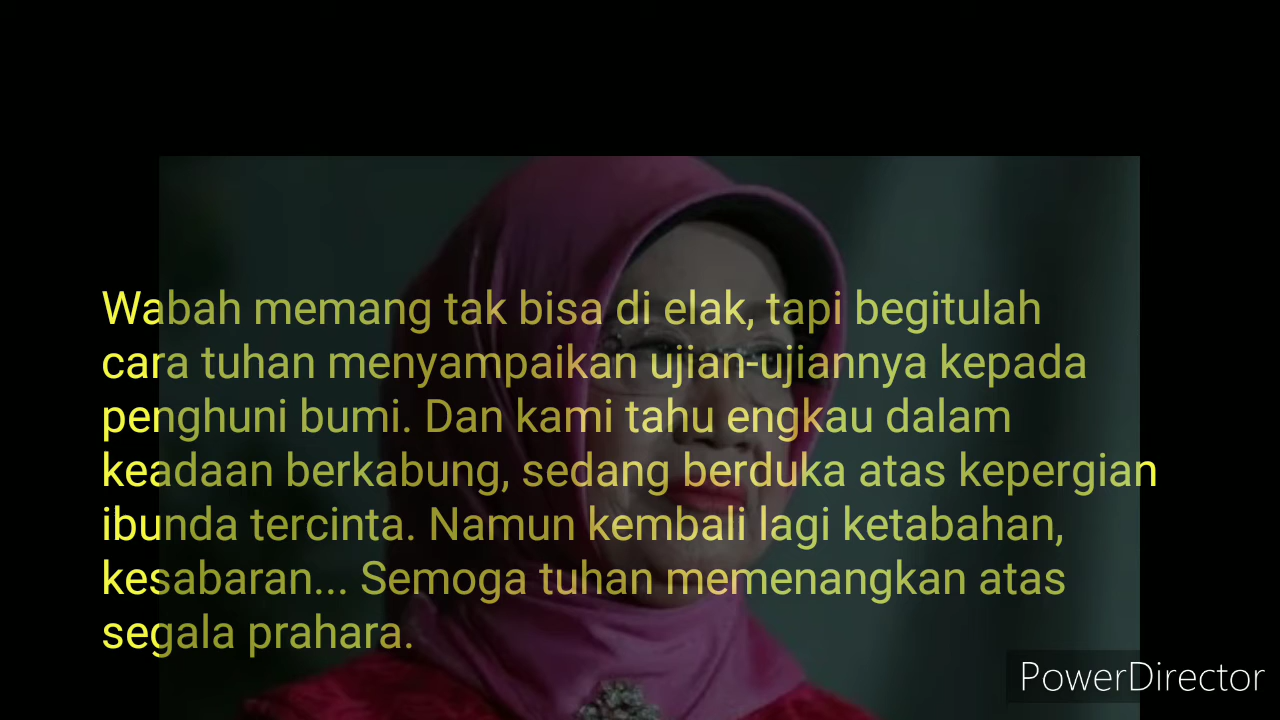 Wabah memang tak bisa di elak, tapi begitulah
cara tuhan menyampaikan ujian-ujiannya kepada
penghuni bumi. Dan kami tahu engkau dalam
keadaan berkabung, sedang berduka atas kepergian
ibunda tercinta. Namun kembali lagi ketabahan,
kesabaran... Semoga tuhan memenangkan atas
segala prahara.
PowerDirector